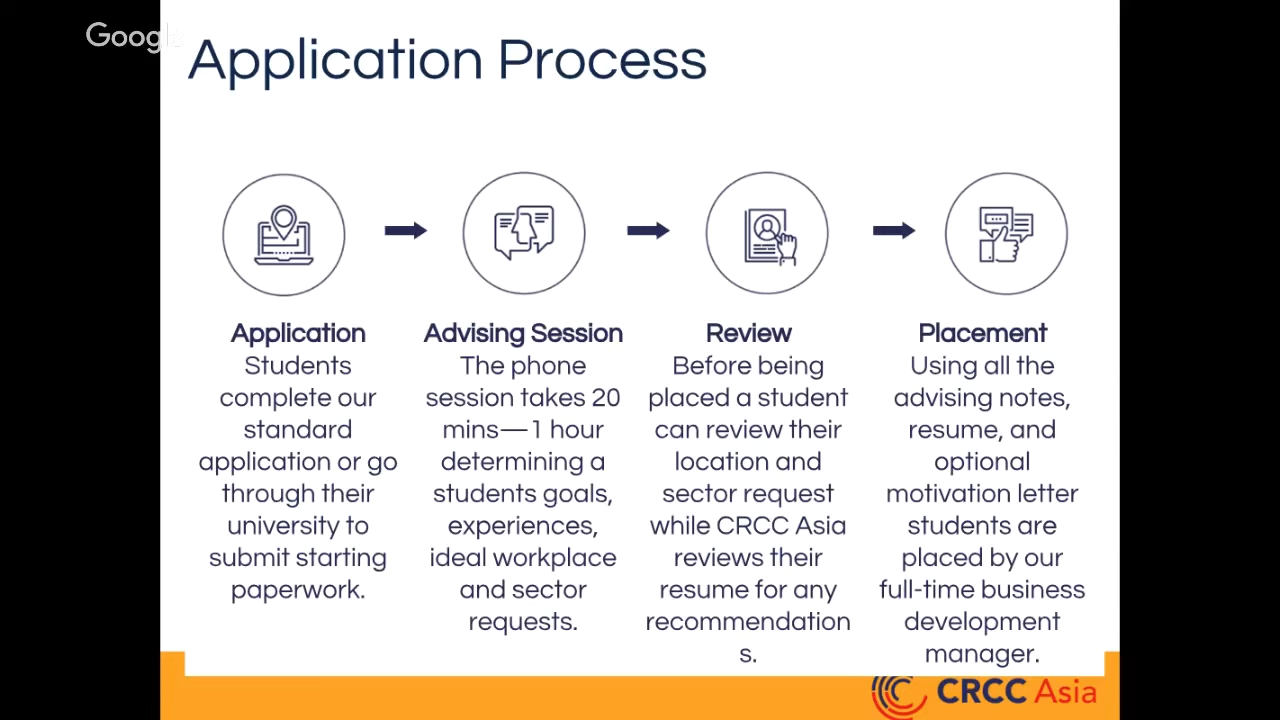 Google
Application Process
Application
Students
complete our
standard
application or go
through their
university to
submit starting
paperwork.
Advising Session
The phone
session takes 20
mins—1 hour
determining a
students goals,
experiences,
ideal workplace
and sector
requests.
Review
Before being
placed a student
can review their
location and
sector request
while CRCC Asia
reviews their
resume for any
recommendation
s.
Placement
Using all the
advising notes,
resume, and
optional
motivation letter
students are
placed by our
full-time business
development
manager.
CRCC Asia